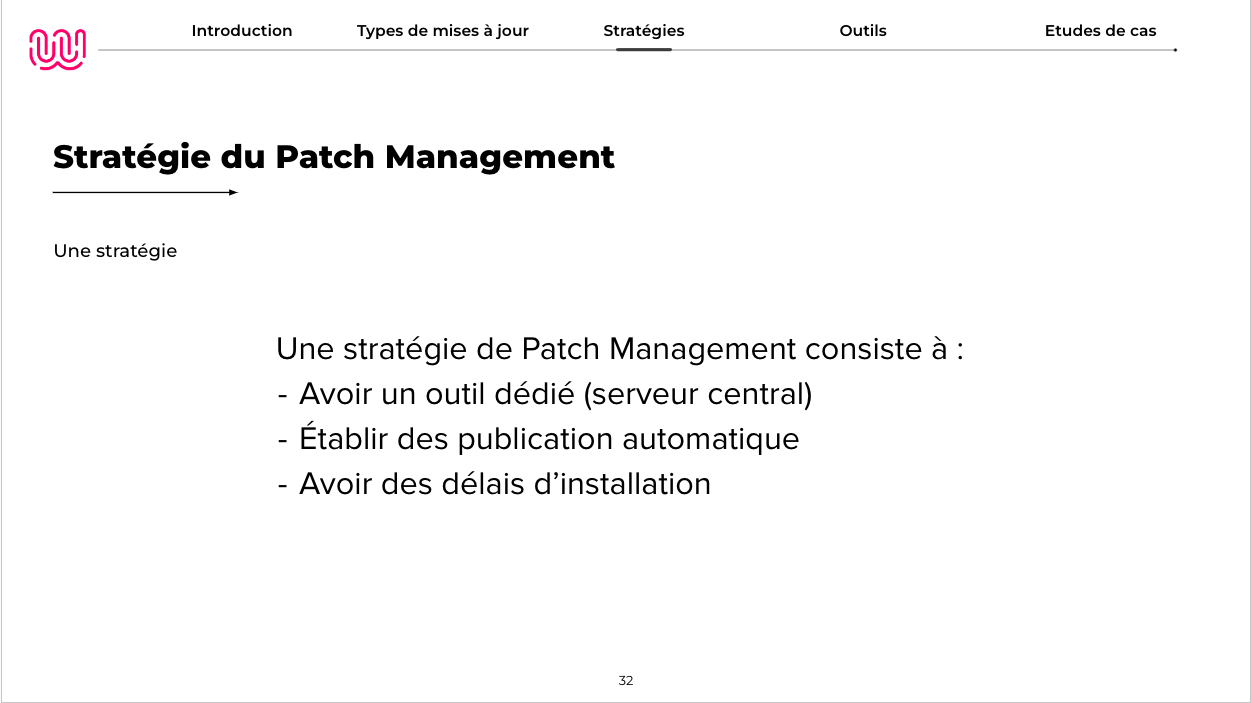 Introduction
Types de mises à jour
Stratégies
Outils
Etudes de cas
Stratégie du Patch Management
Une stratégie
Une stratégie de Patch Management consiste à :
- Avoir un outil dédié (serveur central)
- Établir des publication automatique
- Avoir des délais d’installation
32